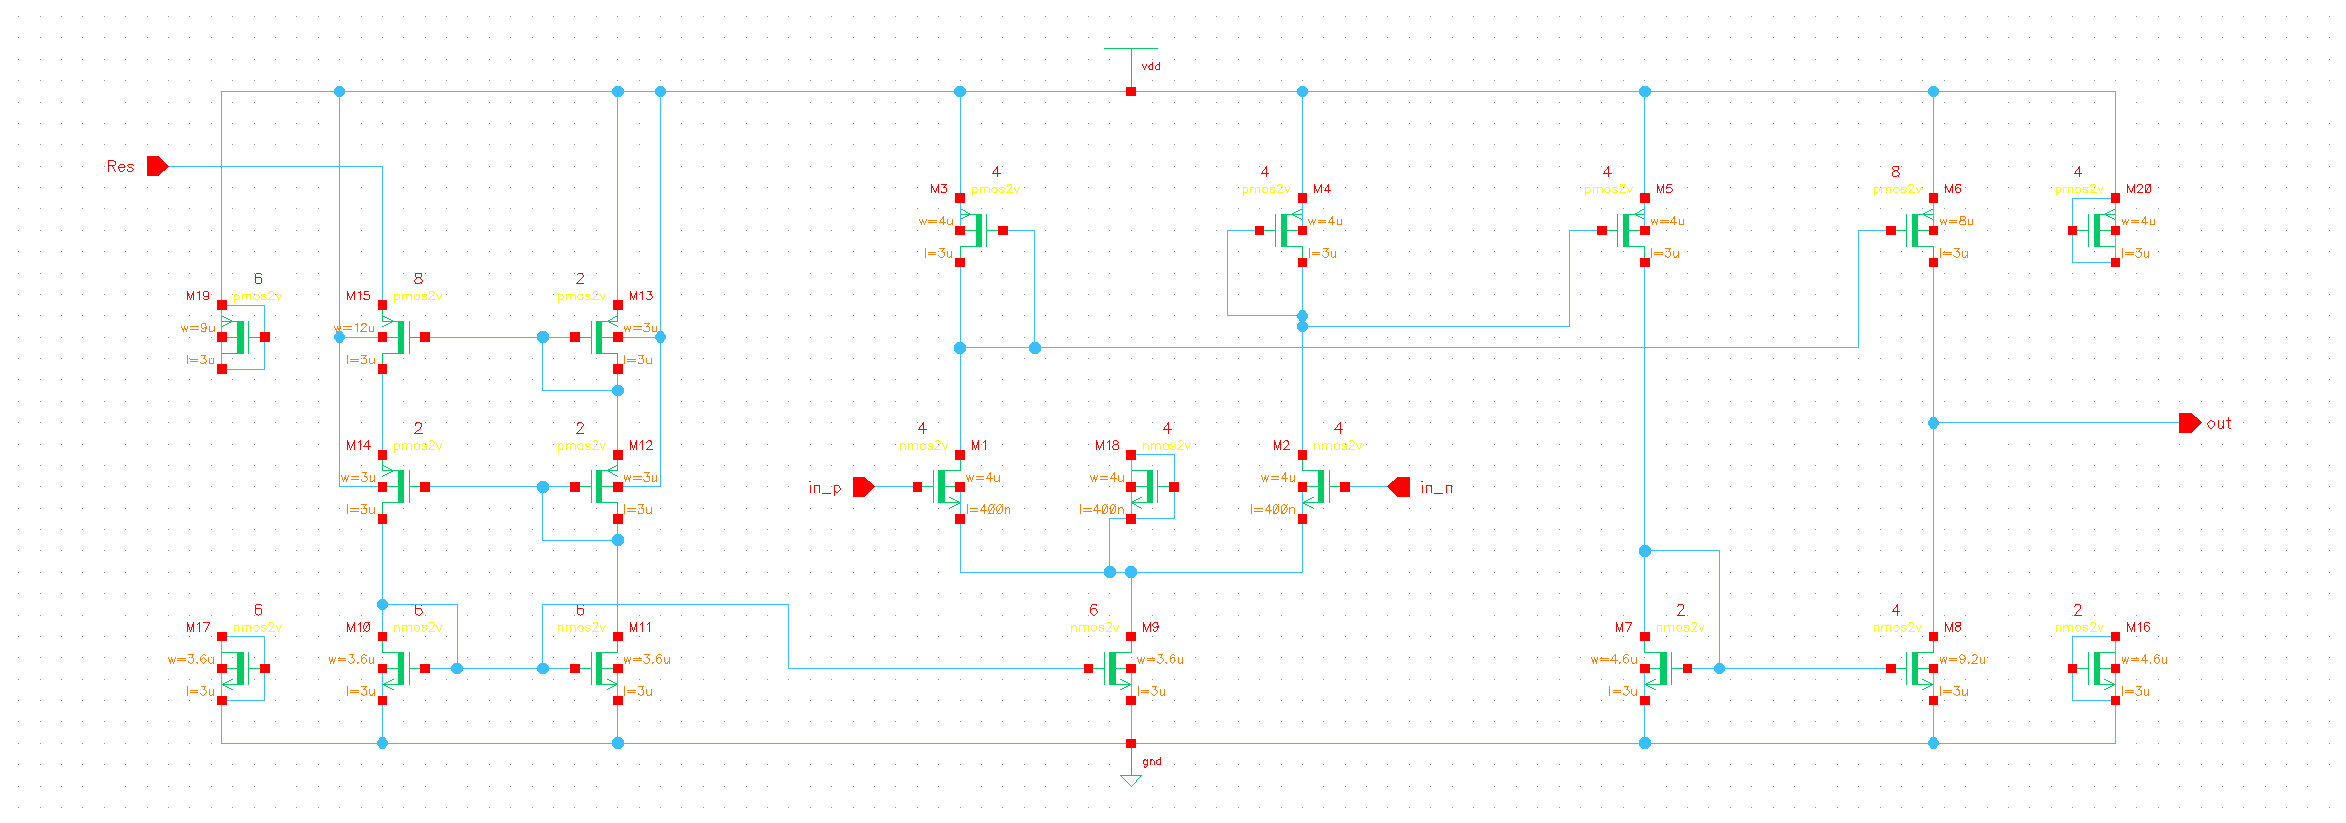 vdd
Res
4
pmos2v
M3
w=4u
l=3u
4
pmos2v
M4
w=4u
l=3u
4
pmos2v
M5
w=4u
l=3u
8
pmos2v
M6
w=8u
l=3u
4
pmos2v
M20
w=4u
l=3u
6
M19
pmos2v
w=9u
l=3u
8
M15
pmos2v
w=12u
l=3u
2
pmos2v
M13
w=3u
l=3u
2
M14
pmos2v
w=3u
l=3u
2
pmos2v
M12
w=3u
l=3u
in_p
4
nmos2v
M1
w=4u
l=400n
4
M18
nmos2v
w=4u
l=400n
4
M2
nmos2v
w=4u
l=400n
in_n
out
6
M17
nmos2v
w=3.6u
l=3u
6
M10
nmos2v
w=3.6u
l=3u
6
nmos2v
M11
w=3.6u
l=3u
6
nmos2v
M9
w=3.6u
l=3u
2
M7
nmos2v
w=4.6u
l=3u
4
nmos2v
M8
w=9.2u
l=3u
2
nmos2v
M16
w=4.6u
l=3u
gnd